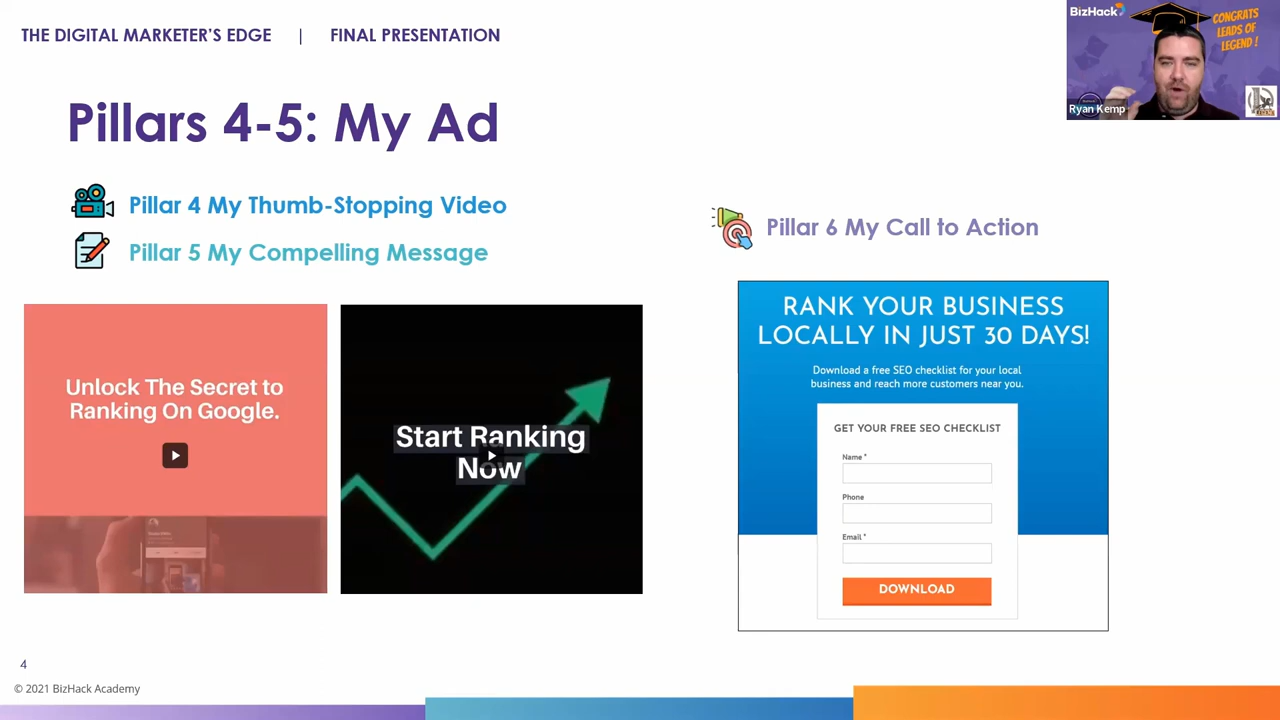 THE DIGITAL MARKETER'S EDGE | FINAL PRESENTATION
BizHack
CONGRATS
LEADS OF
LEGEND !
Ryan Kemp
Pillars 4-5: My Ad
Pillar 4 My Thumb-Stopping Video
Pillar 5 My Compelling Message
Pillar 6 My Call to Action
Unlock The Secret to
Ranking On Google.
Start Ranking
Now
RANK YOUR BUSINESS
LOCALLY IN JUST 30 DAYS!
Download a free SEO checklist for your local
business and reach more customers near you.
GET YOUR FREE SEO CHECKLIST
Name *
Phone
Email *
DOWNLOAD
4
© 2021 BizHack Academy